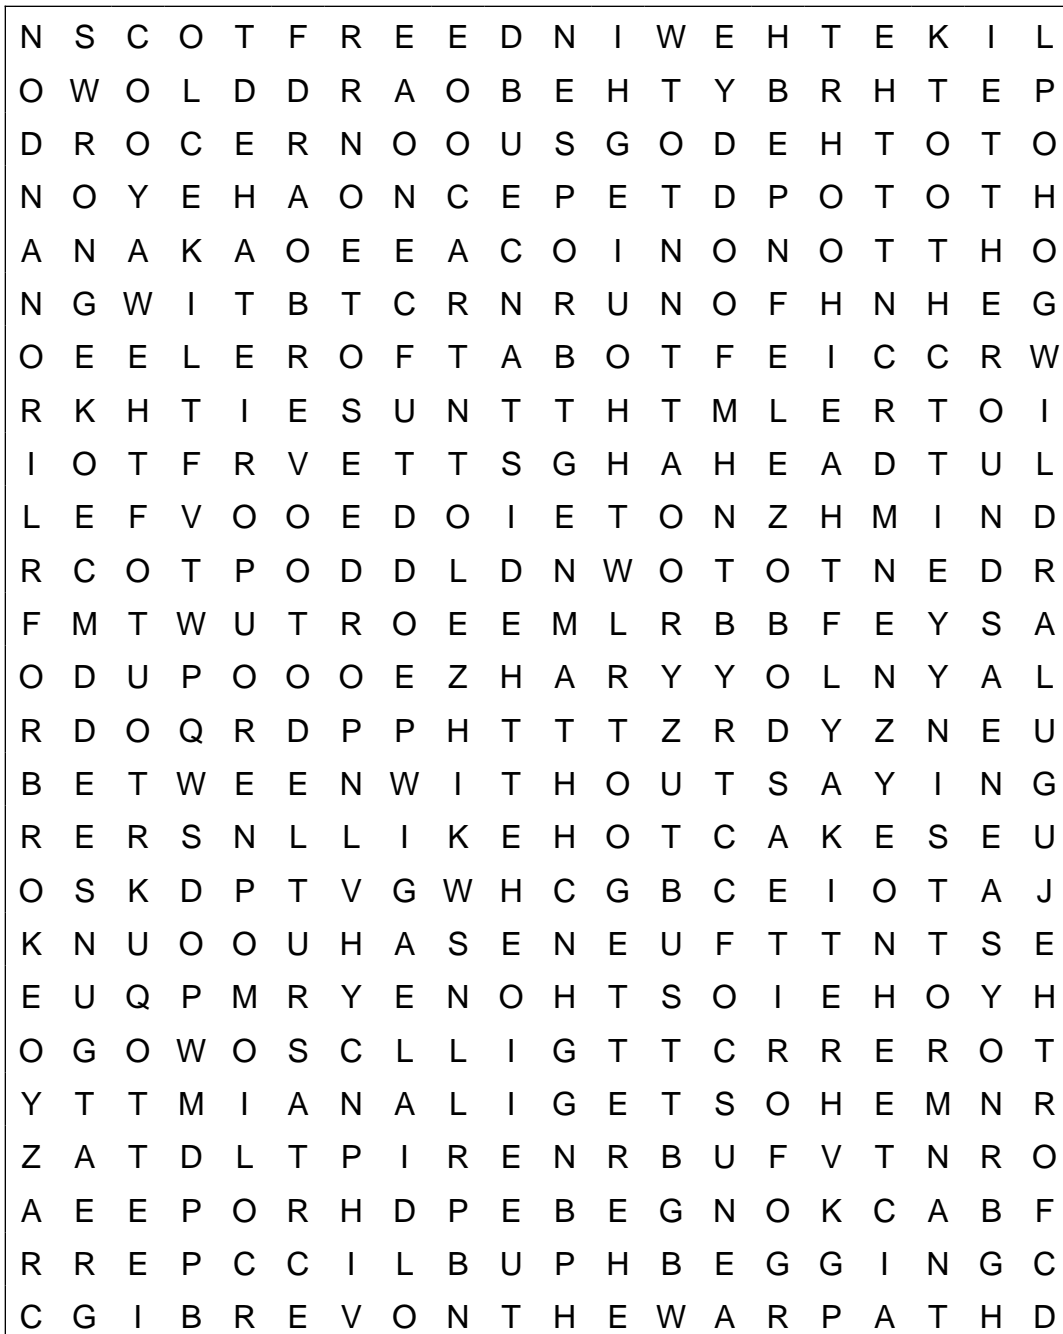 N S C O T F R E E D N I W E H T E K I L
O W O L D D R A O B E H T Y B R H T E P
D R O C E R N O O U S G O D E H T O T O
N O Y E H A O N C E P E T D P O T O T H
A N A K A O E E A C O I N O N O T T H O
N G W I T B T C R N R U N O F H N H E G
O E E L E R O F T A B O T F E I C C R W
R K H T I E S U N T T H T M L E R T O I
I O T F R V E T T S G H A H E A D T U L
L E F V O O E D O I E T O N Z H M I N D
R C O T P O D D L D N W O T O T N E D R
F M T W U T R O E E M L R B B F E Y S A
O D U P O O O E Z H A R Y Y O L N Y A L
R D O Q R D P P H T T T Z R D Y Z N E U
B E T W E E N W I T H O U T S A Y I N G
R E R S N L L I K E H O T C A K E S E U
O S K D P T V G W H C G B C E I O T A J
K N U O O U H A S E N E U F T T N T S E
E U Q P M R Y E N O H T S O I E H O Y H
O G O W O S C L L I G T T C R R E R O T
Y T T M I A N A L I G E T S O H E M N R
Z A T D L T P I R E N R B U F V T N R O
A E E P O R H D P E B E G N O K C A B F
R R E P C C I L B U P H B E G G I N G C
C G I B R E V O N T H E W A R P A T H D